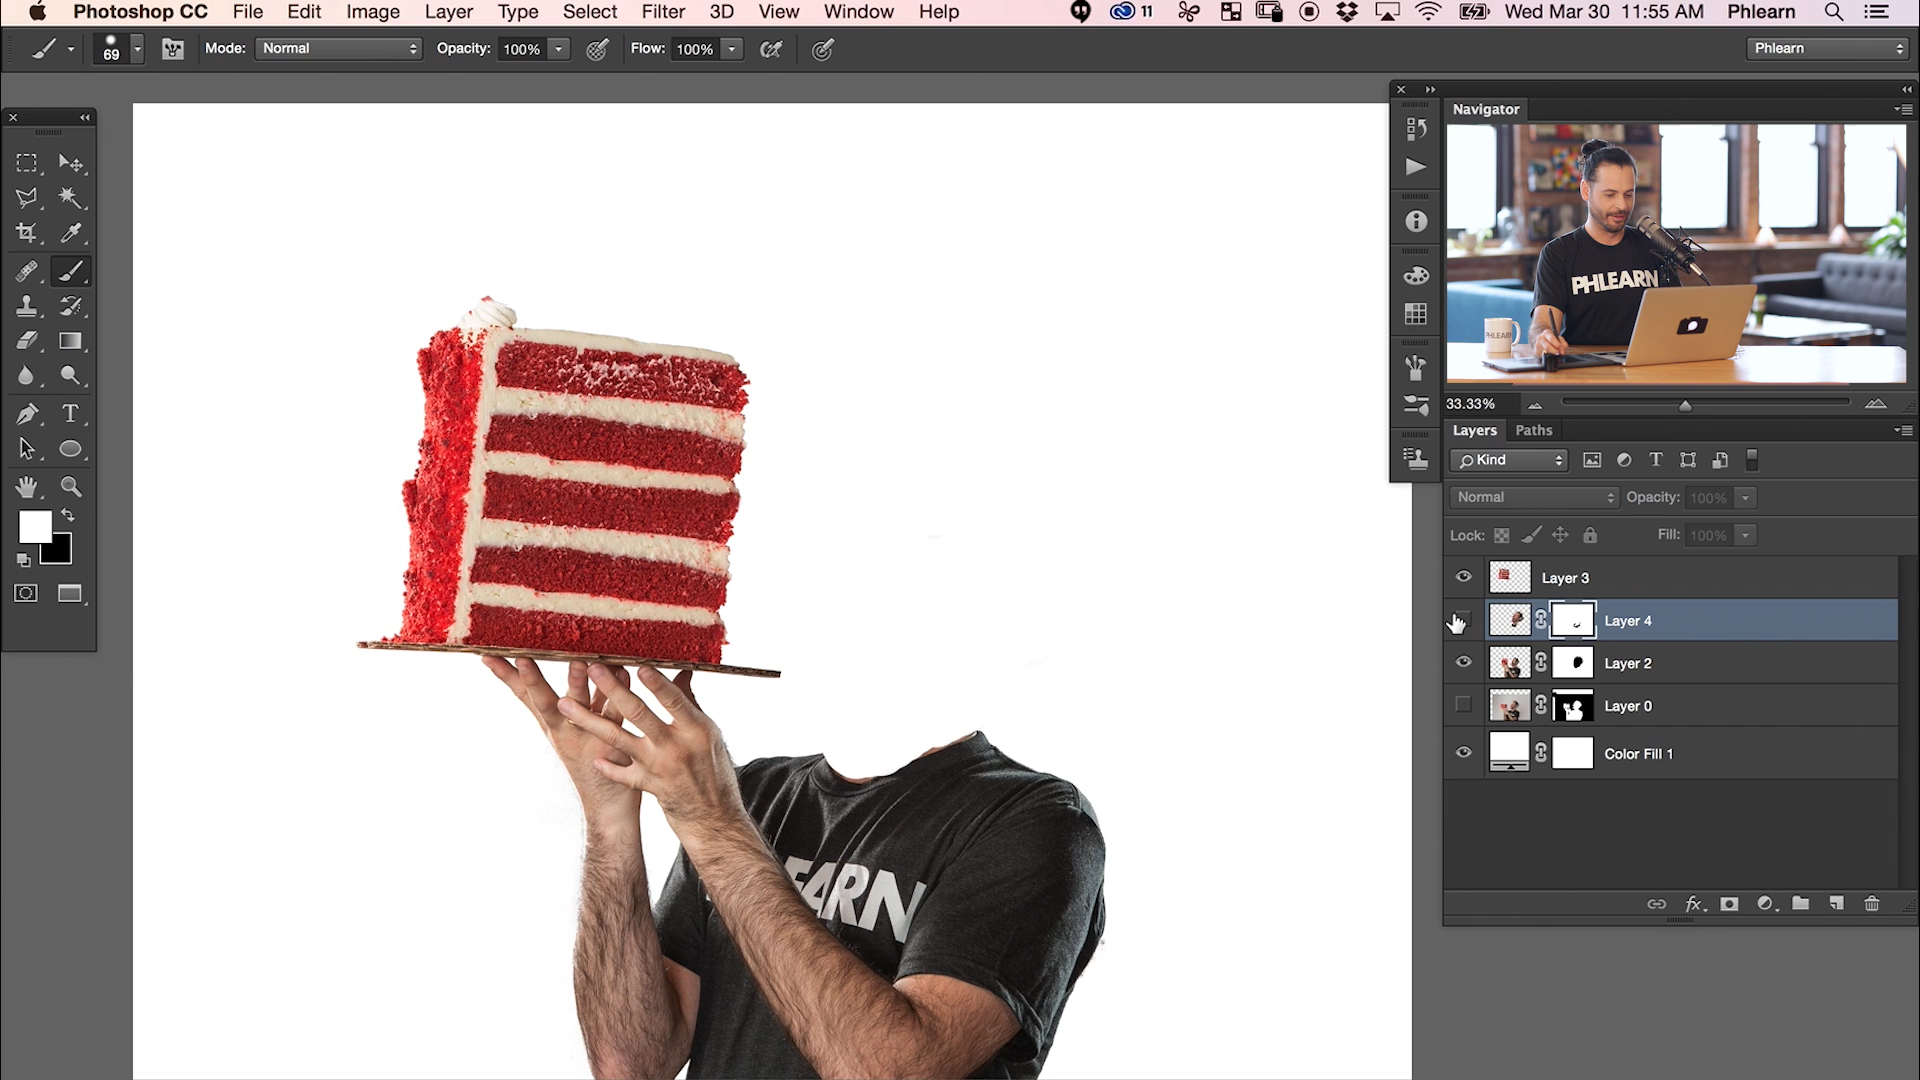 Photoshop CC File Edit Image Layer Type Select Filter 3D View Window Help 11 Wed Mar 30 11:55 AM Phlearn
69 Mode: Normal Opacity: 100% Flow: 100% Phlearn
Navigator
PHLEARN
PHLEARN
33.33%
Layers Paths
Kind
Normal Opacity: 100%
Lock: Fill: 100%
Layer 3
Layer 4
Layer 2
Layer 0
Color Fill 1
fx
EARN